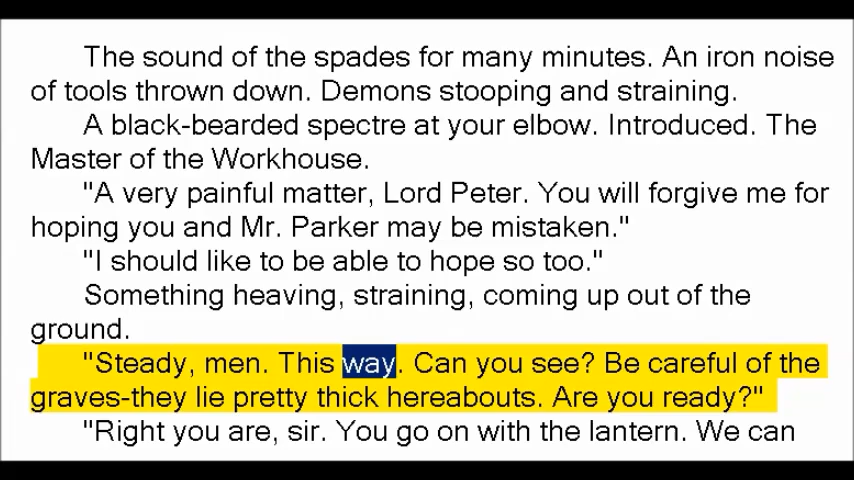 The sound of the spades for many minutes. An iron noise
of tools thrown down. Demons stooping and straining.
A black-bearded spectre at your elbow. Introduced. The
Master of the Workhouse.
"A very painful matter, Lord Peter. You will forgive me for
hoping you and Mr. Parker may be mistaken."
"I should like to be able to hope so too."
Something heaving, straining, coming up out of the
ground.
"Steady, men. This way. Can you see? Be careful of the
graves-they lie pretty thick hereabouts. Are you ready?"
"Right you are, sir. You go on with the lantern. We can